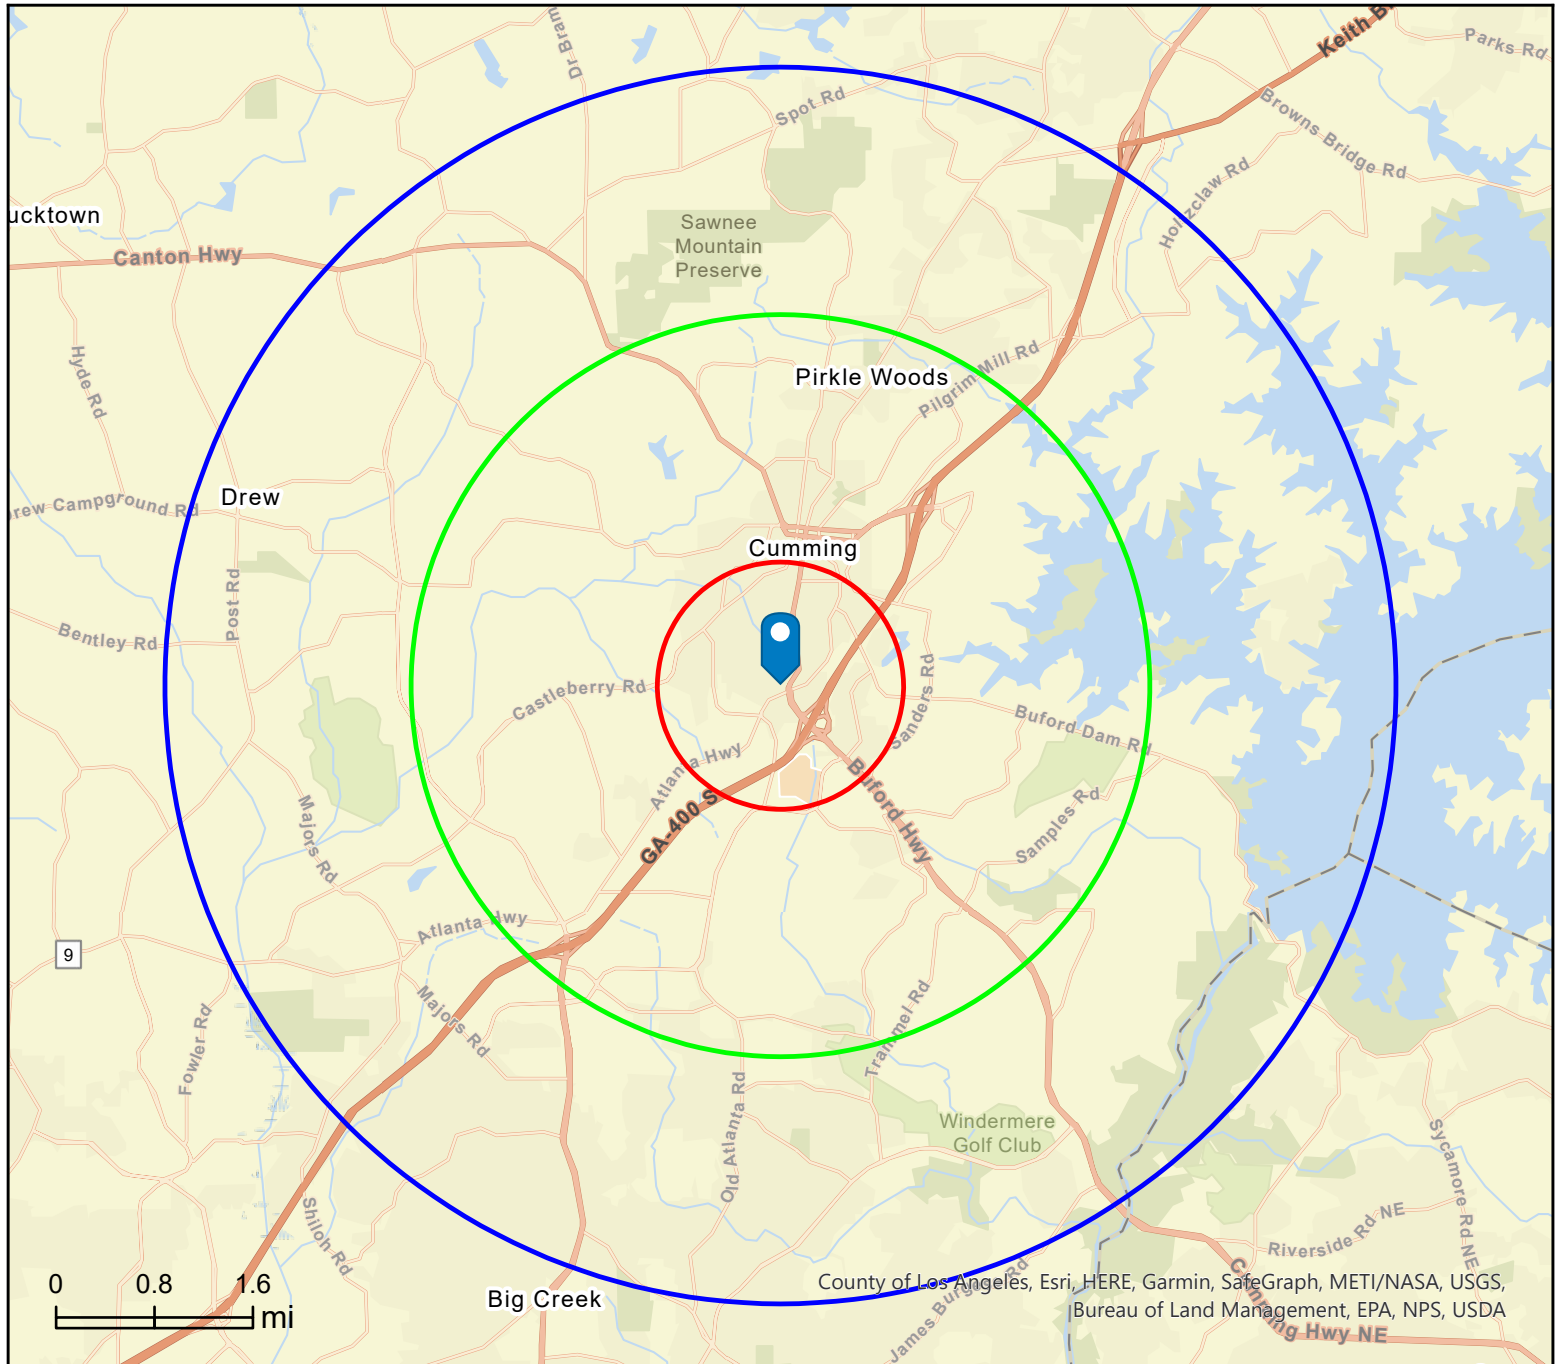 Dr Bram
Keith B
Parks Rd
Spot Rd
Browns Bridge Rd
Holtzclaw Rd
ucktown
Sawnee
Mountain
Preserve
Canton Hwy
Hyde Rd
Pilgrim Mill Rd
Pirkle Woods
Drew
rew Campground Rd
Cumming
Post Rd
Bentley Rd
Castleberry Rd
Sanders Rd
Buford Dam Rd
Atlanta Hwy
GA-400 S
Buford Hwy
Samples Rd
Majors Rd
Atlanta Hwy
9
Majors Rd
Trammel Rd
Fowler Rd
Old Atlanta Rd
Windermere
Golf Club
Sycamore Rd NE
Shiloh Rd
Riverside Rd NE
0 0.8 1.6
mi
Big Creek
James Burgess Rd
Cumming Hwy NE
County of Los Angeles, Esri, HERE, Garmin, SafeGraph, METI/NASA, USGS,
Bureau of Land Management, EPA, NPS, USDA